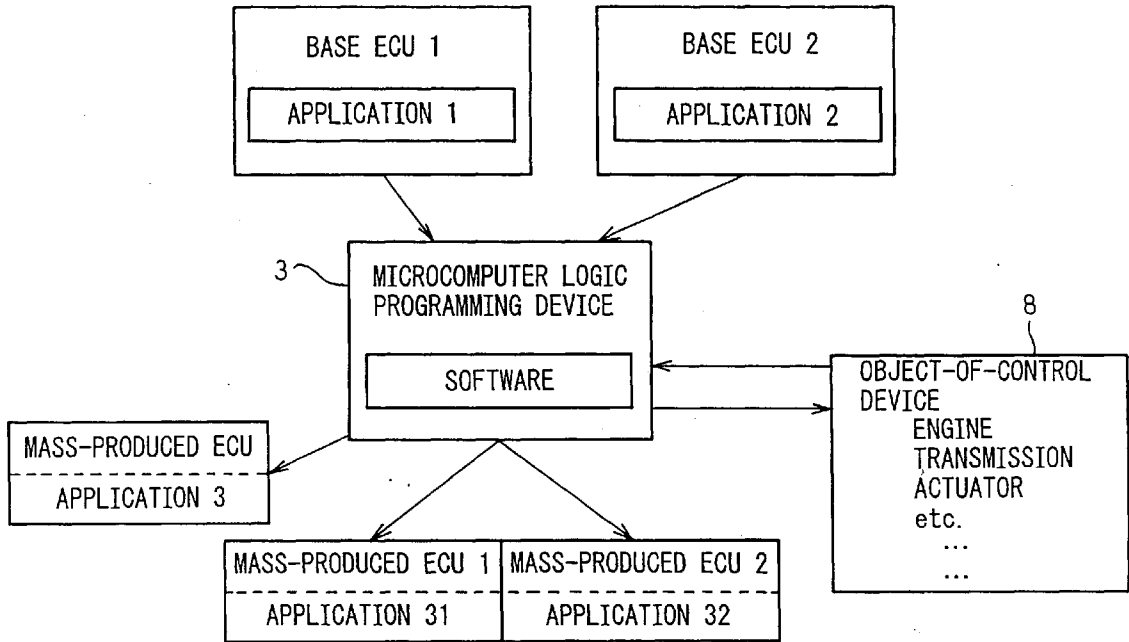 BASE ECU 1
APPLICATION 1
BASE ECU 2
APPLICATION 2
3
MICROCOMPUTER LOGIC
PROGRAMMING DEVICE
SOFTWARE
8
OBJECT-OF-CONTROL
DEVICE
ENGINE
TRANSMISSION
ACTUATOR
etc.
...
...
MASS-PRODUCED ECU
APPLICATION 3
MASS-PRODUCED ECU 1
APPLICATION 31
MASS-PRODUCED ECU 2
APPLICATION 32